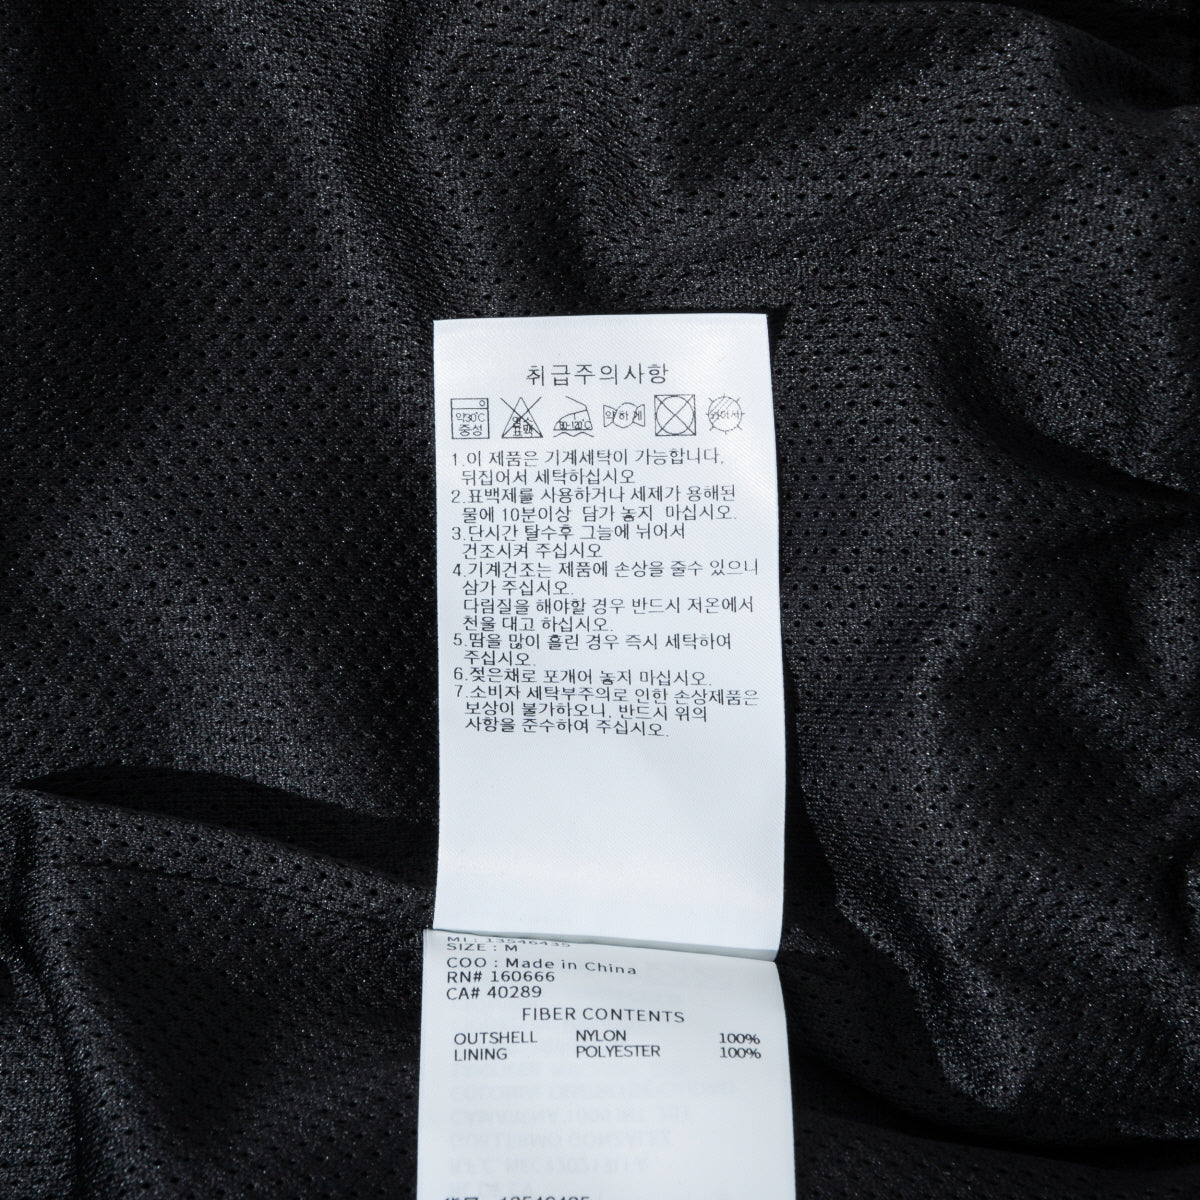 취급주의사항
약30℃ 중성 염소 표백 80~120℃ 약하게
1.이 제품은 기계세탁이 가능합니다,
뒤집어서 세탁하십시오
2.표백제를 사용하거나 세제가 용해된
물에 10분이상 담가 놓지 마십시오.
3.단시간 탈수후 그늘에 뉘어서
건조시켜 주십시오
4.기계건조는 제품에 손상을 줄수 있으니
삼가 주십시오.
다림질을 해야할 경우 반드시 저온에서
천울 대고 하십시오.
5.땀을 많이 흘린 경우 즉시 세탁하여
주십시오.
6.젖은채로 포개어 놓지 마십시오.
7.소비자 세탁부주의로 인한 손상제품은
보상이 불가하오니, 반드시 위의
사항을 준수하여 주십시오.
MI : 13546435
SIZE : M
COO : Made in China
RN# 160666
CA# 40289
FIBER CONTENTS
OUTSHELL NYLON 100%
LINING POLYESTER 100%